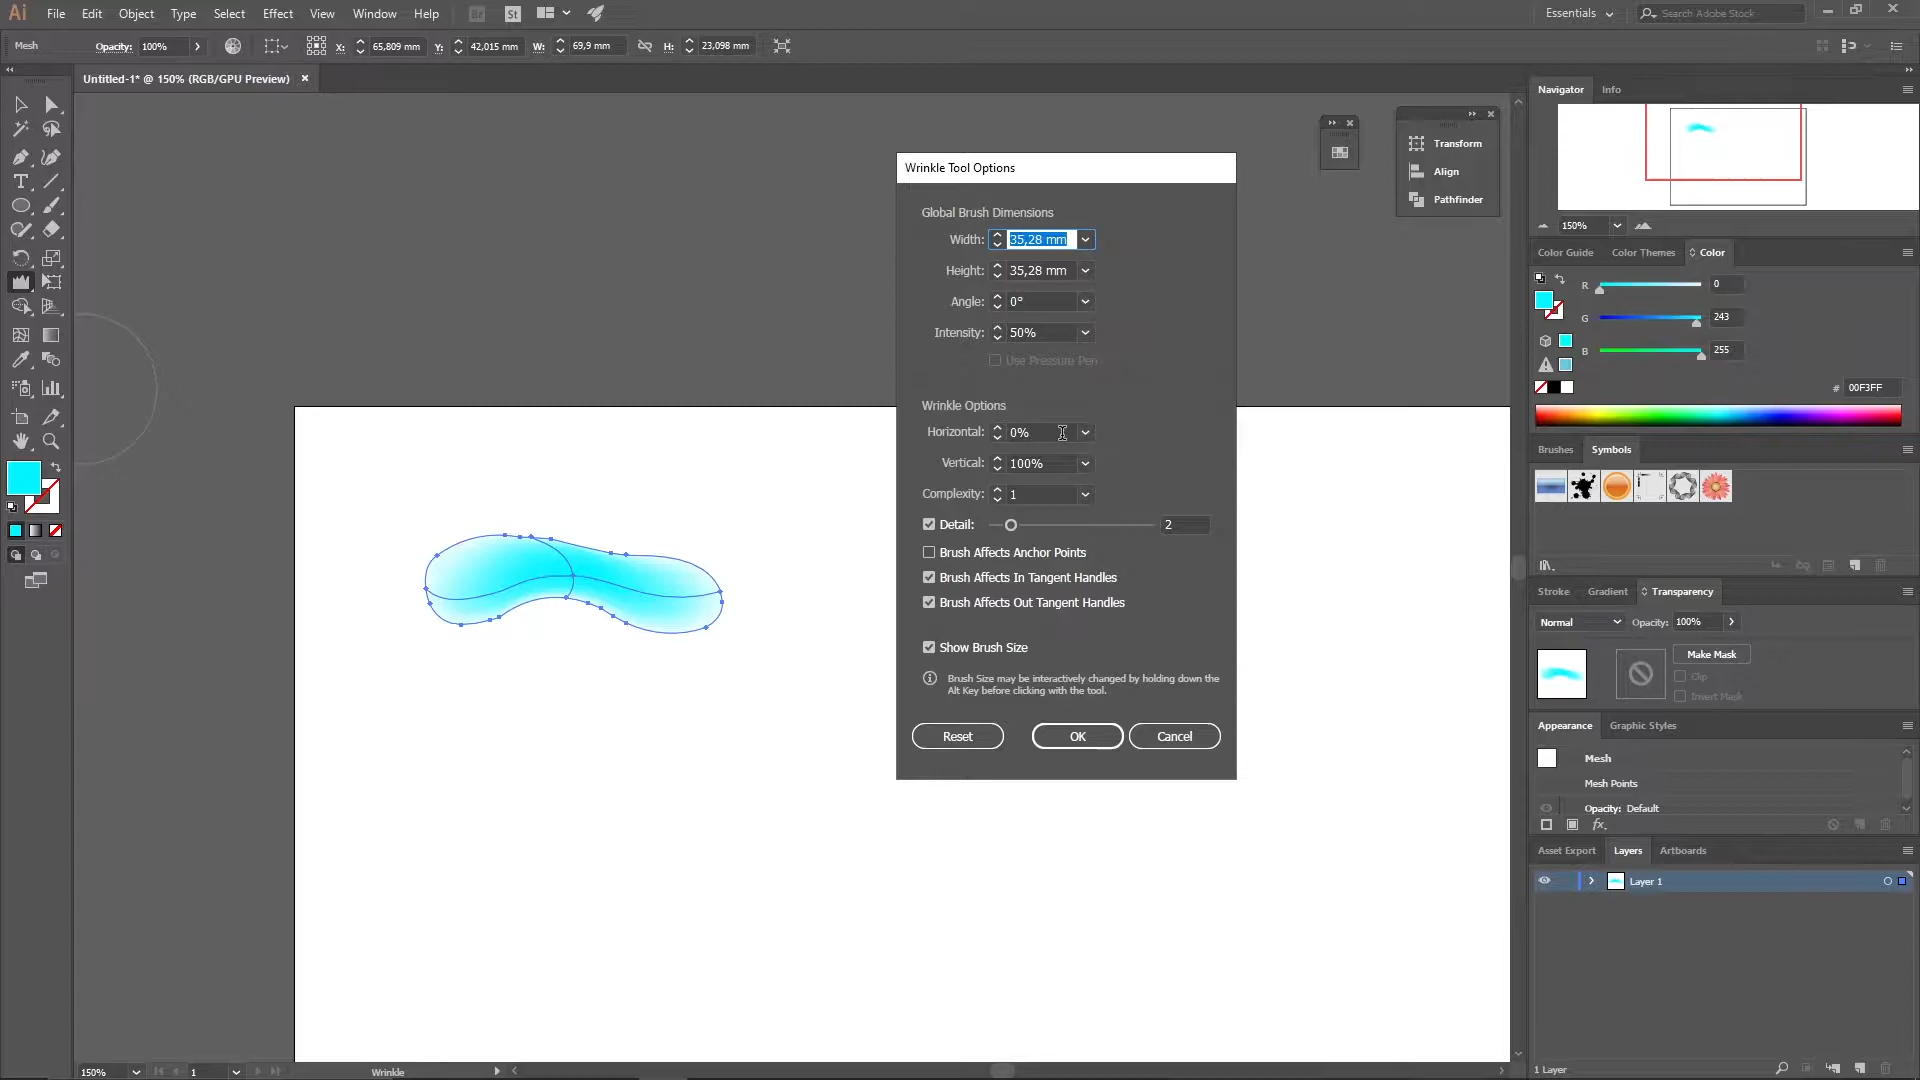 Ai File Edit Object Type Select Effect View Window Help Br St Essentials Search Adobe Stock
Mesh Opacity: 100% X: 65,809 mm Y: 42,015 mm W: 69,9 mm H: 23,098 mm
Untitled-1* @ 150% (RGB/GPU Preview)
Navigator Info
Transform
Align
Pathfinder
150%
Color Guide Color Themes Color
R 0
G 243
B 255
# 00F3FF
Brushes Symbols
Stroke Gradient Transparency
Normal Opacity: 100%
Make Mask
Clip
Invert Mask
Appearance Graphic Styles
Mesh
Mesh Points
Opacity: Default
fx.
Asset Export Layers Artboards
Layer 1
1 Layer
Wrinkle Tool Options
Global Brush Dimensions
Width: 35,28 mm
Height: 35,28 mm
Angle: 0°
Intensity: 50%
Use Pressure Pen
Wrinkle Options
Horizontal: 0%
Vertical: 100%
Complexity: 1
Detail: 2
Brush Affects Anchor Points
Brush Affects In Tangent Handles
Brush Affects Out Tangent Handles
Show Brush Size
Brush Size may be interactively changed by holding down the
Alt Key before clicking with the tool.
Reset OK Cancel
150% 1 Wrinkle